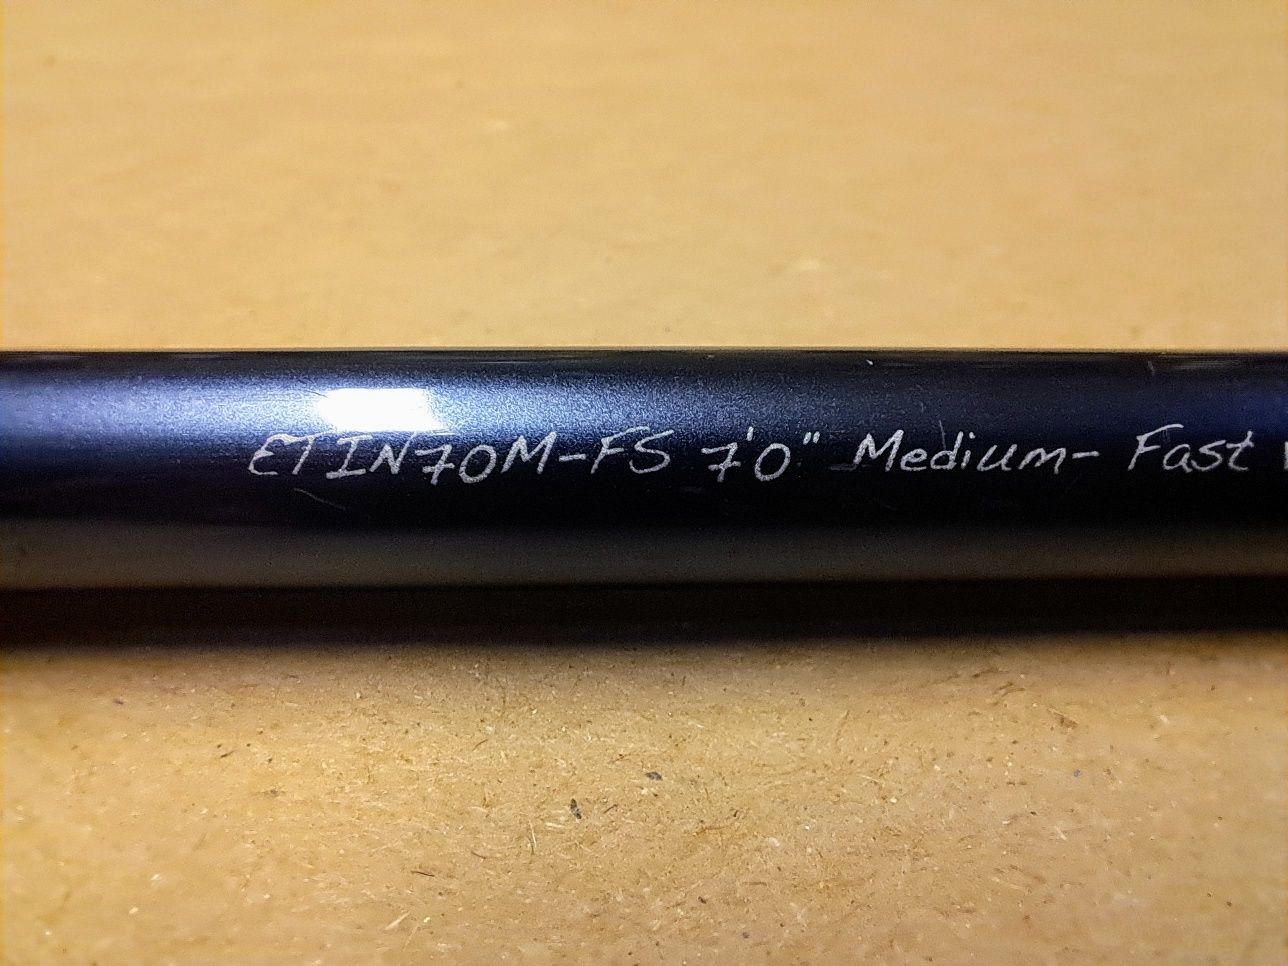 ETIN70M-FS 7'0" Medium- Fast